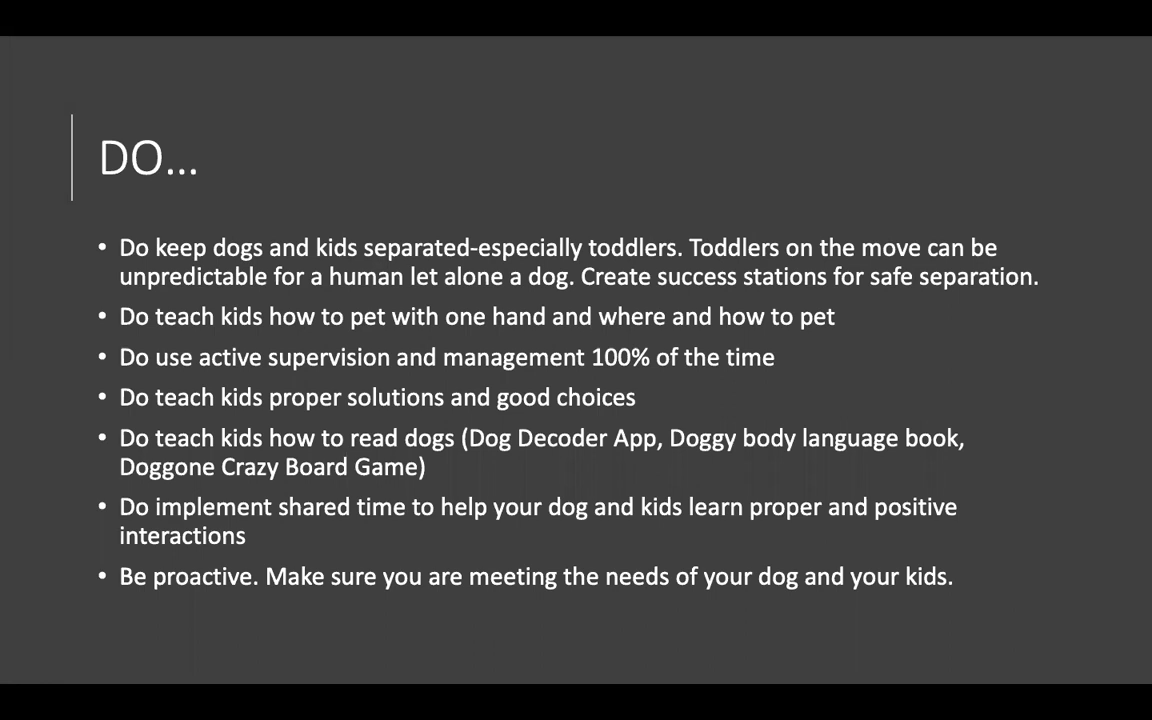 DO...
• Do keep dogs and kids separated-especially toddlers. Toddlers on the move can be
unpredictable for a human let alone a dog. Create success stations for safe separation.
• Do teach kids how to pet with one hand and where and how to pet
• Do use active supervision and management 100% of the time
• Do teach kids proper solutions and good choices
• Do teach kids how to read dogs (Dog Decoder App, Doggy body language book,
Doggone Crazy Board Game)
• Do implement shared time to help your dog and kids learn proper and positive
interactions
• Be proactive. Make sure you are meeting the needs of your dog and your kids.